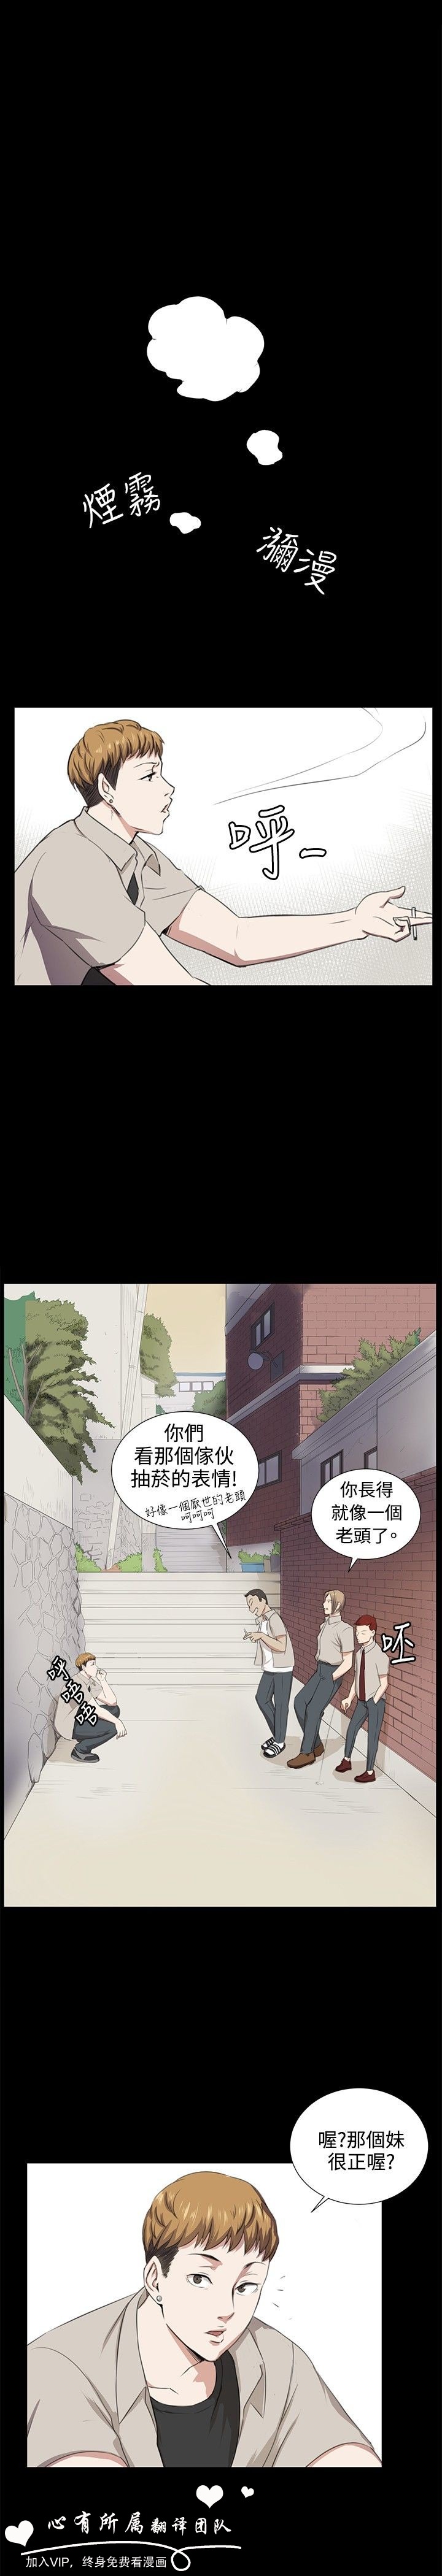 煙霧
瀰漫
呼-
你們
看那個傢伙
抽菸的表情!
好像一個厭世的老頭
呵呵呵
你長得
就像一個
老頭了。
呸
呼
喔?那個妹
很正喔?
心有所属翻译团队
加入VIP，终身免费看漫画